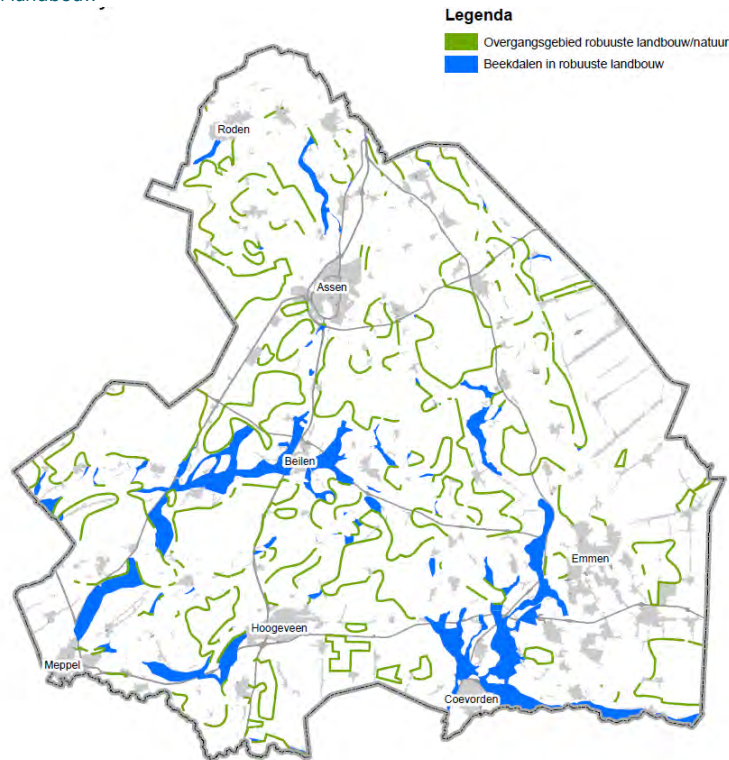 Legenda
Overgangsgebied robuuste landbouw/natuur
Beekdalen in robuuste landbouw
Roden
Assen
Beilen
Emmen
Hoogeveen
Meppel
Coevorden